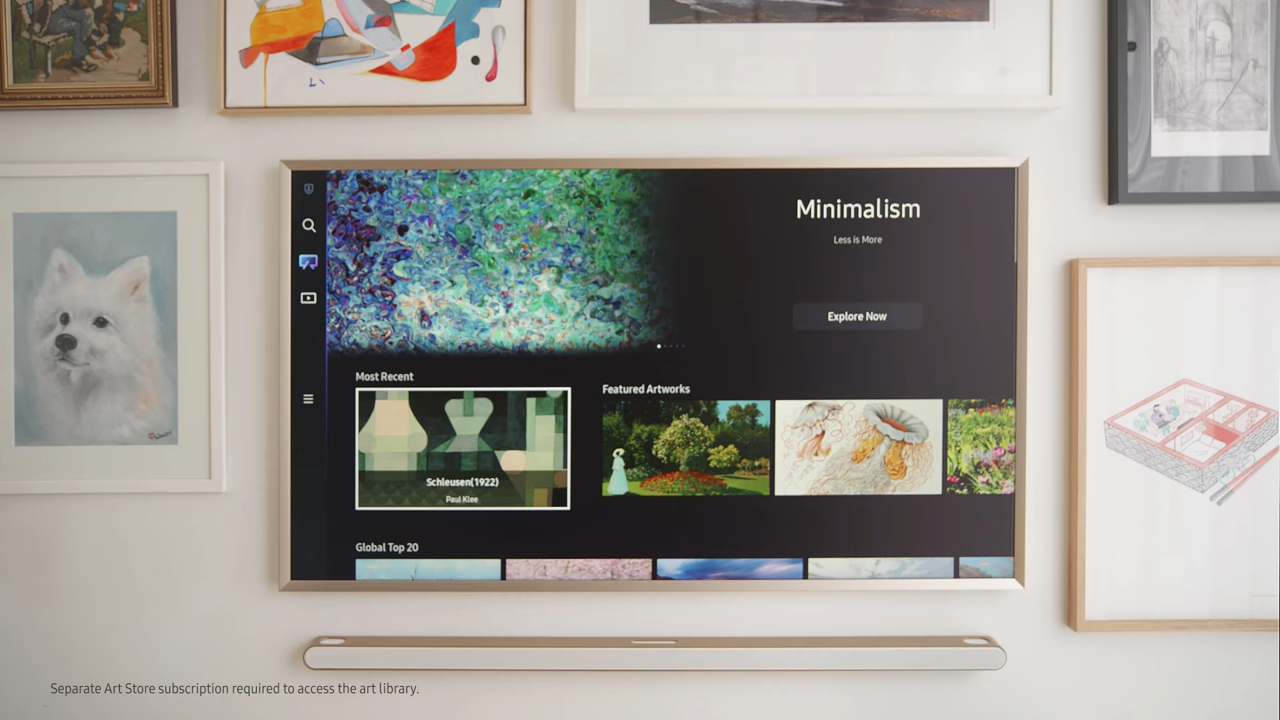 Minimalism
Less is More
Explore Now
Most Recent
Featured Artworks
Schleusen(1922)
Paul Klee
Global Top 20
Separate Art Store subscription required to access the art library.